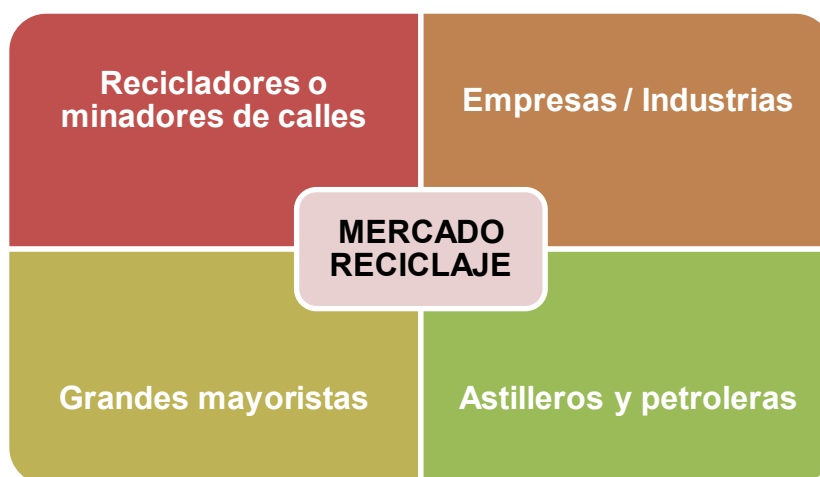 Recicladores o
minadores de calles
Empresas / Industrias
MERCADO
RECICLAJE
Grandes mayoristas
Astilleros y petroleras